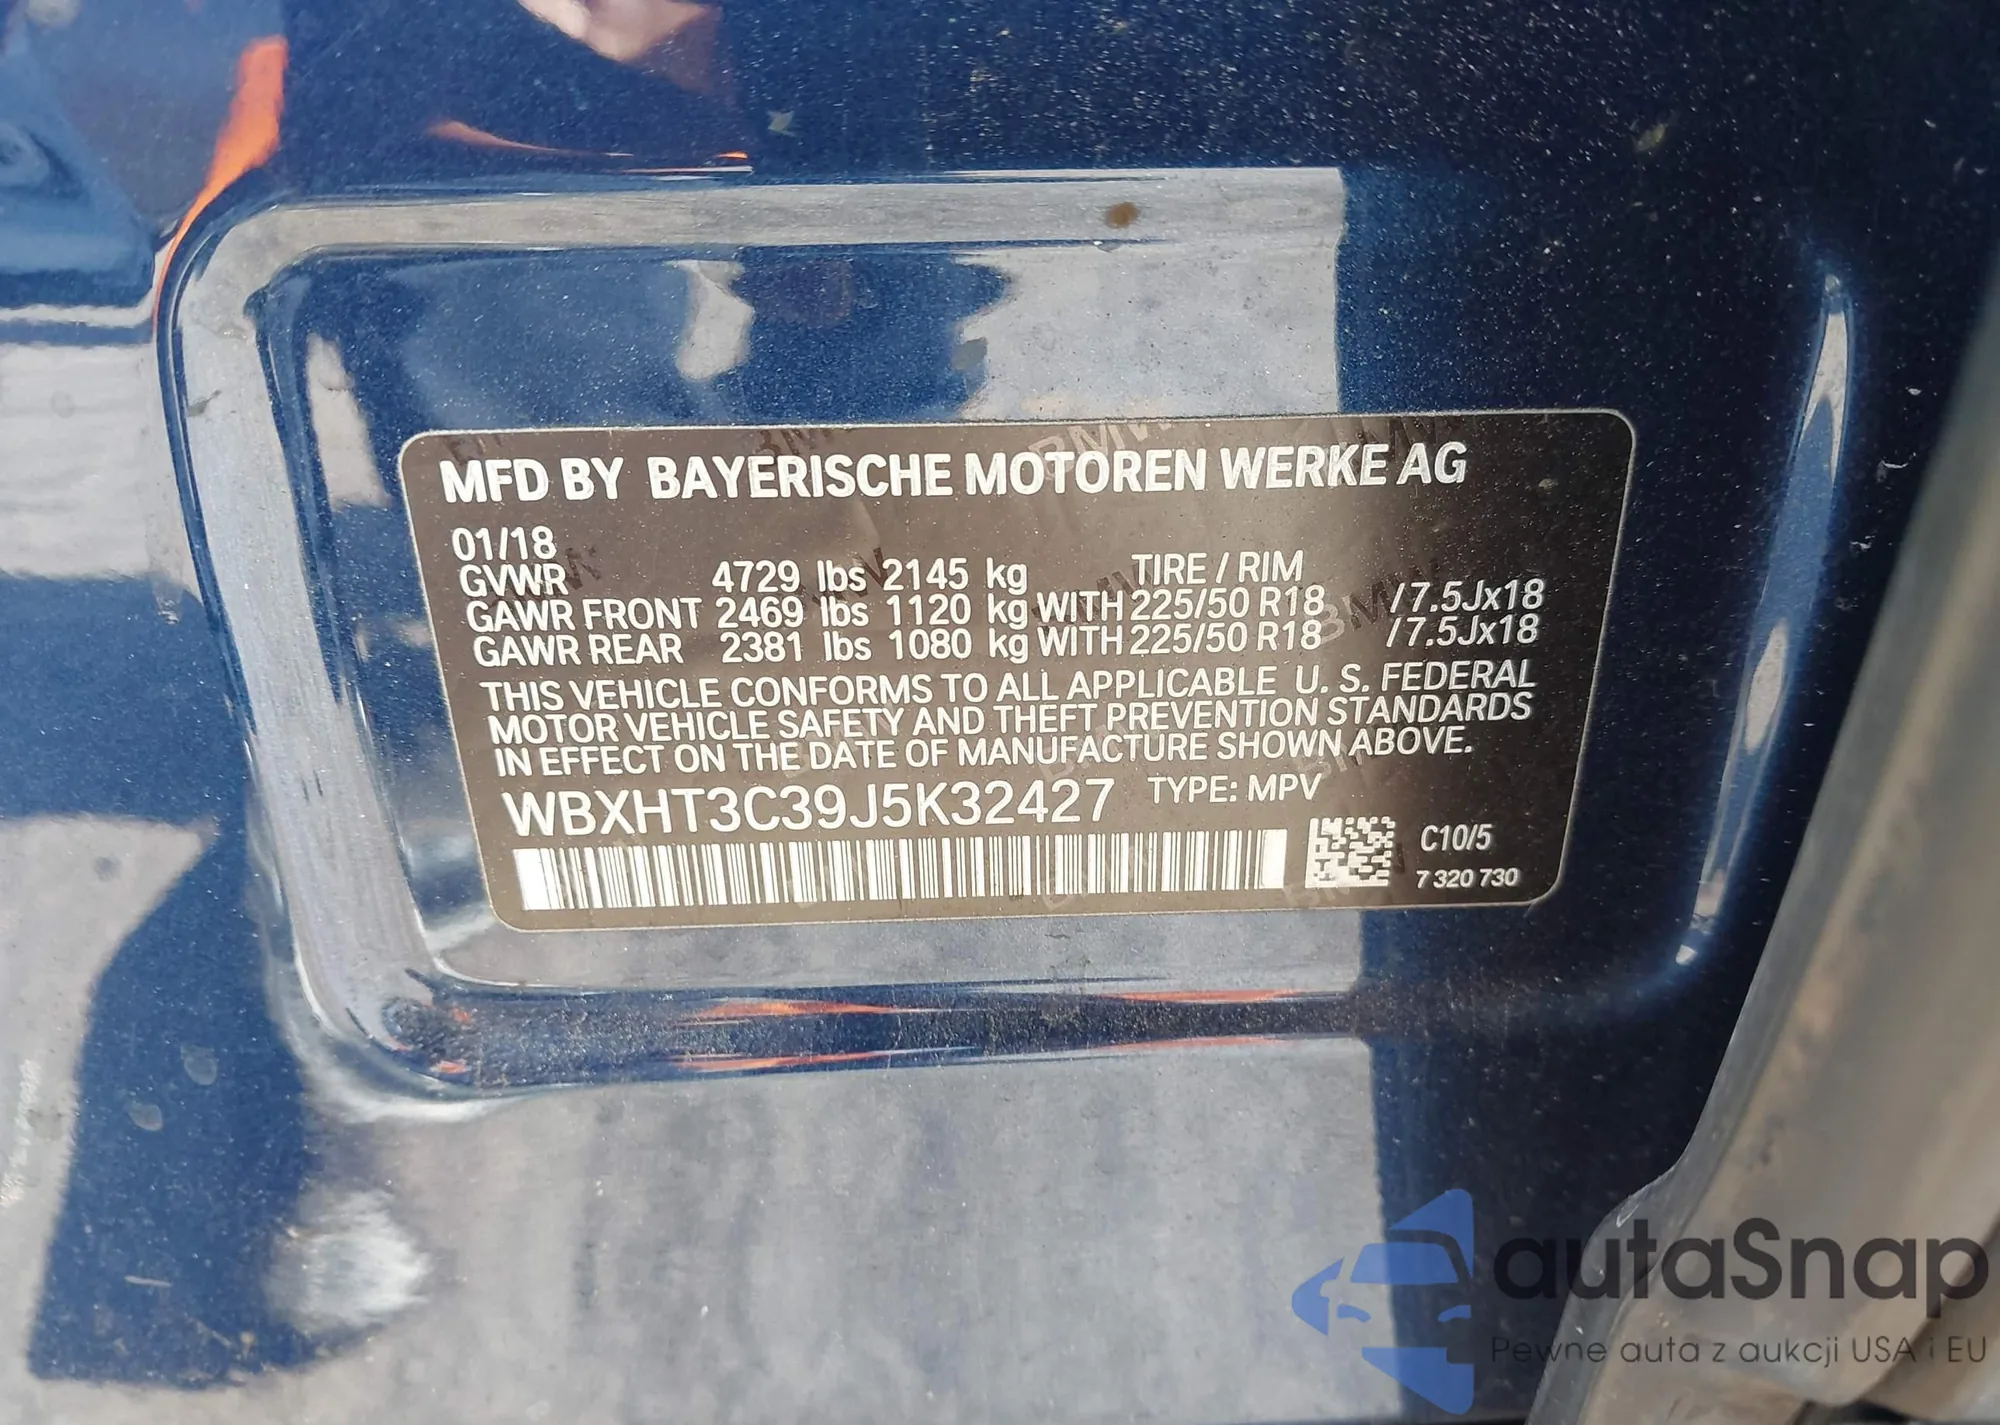 MFD BY BAYERISCHE MOTOREN WERKE AG
01/18
GVWR 4729 lbs 2145 kg TIRE / RIM
GAWR FRONT 2469 lbs 1120 kg WITH 225/50 R18 /7.5Jx18
GAWR REAR 2381 lbs 1080 kg WITH 225/50 R18 /7.5Jx18
THIS VEHICLE CONFORMS TO ALL APPLICABLE U. S. FEDERAL
MOTOR VEHICLE SAFETY AND THEFT PREVENTION STANDARDS
IN EFFECT ON THE DATE OF MANUFACTURE SHOWN ABOVE.
WBXHT3C39J5K32427 TYPE: MPV
C10/5
7 320 730
autaSnap
Pewne auta z aukcji USA i EU